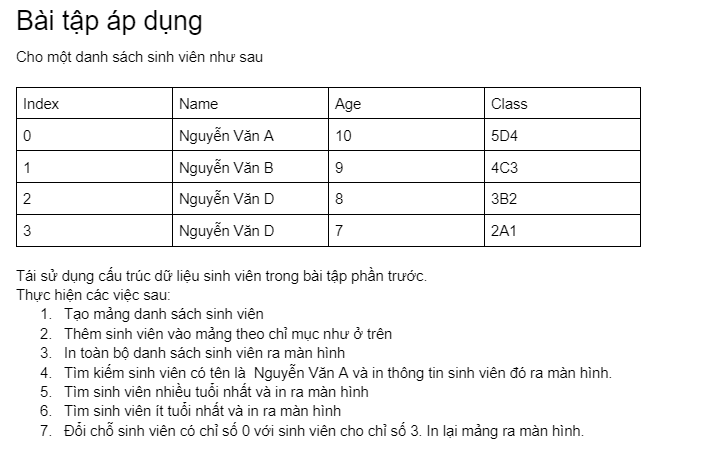 Bài tập áp dụng
Cho một danh sách sinh viên như sau
Index Name Age Class
0 Nguyễn Văn A 10 5D4
1 Nguyễn Văn B 9 4C3
2 Nguyễn Văn D 8 3B2
3 Nguyễn Văn D 7 2A1
Tái sử dụng cấu trúc dữ liệu sinh viên trong bài tập phần trước.
Thực hiện các việc sau:
1. Tạo mảng danh sách sinh viên
2. Thêm sinh viên vào mảng theo chỉ mục như ở trên
3. In toàn bộ danh sách sinh viên ra màn hình
4. Tìm kiếm sinh viên có tên là Nguyễn Văn A và in thông tin sinh viên đó ra màn hình.
5. Tìm sinh viên nhiều tuổi nhất và in ra màn hình
6. Tìm sinh viên ít tuổi nhất và in ra màn hình
7. Đổi chỗ sinh viên có chỉ số 0 với sinh viên cho chỉ số 3. In lại mảng ra màn hình.